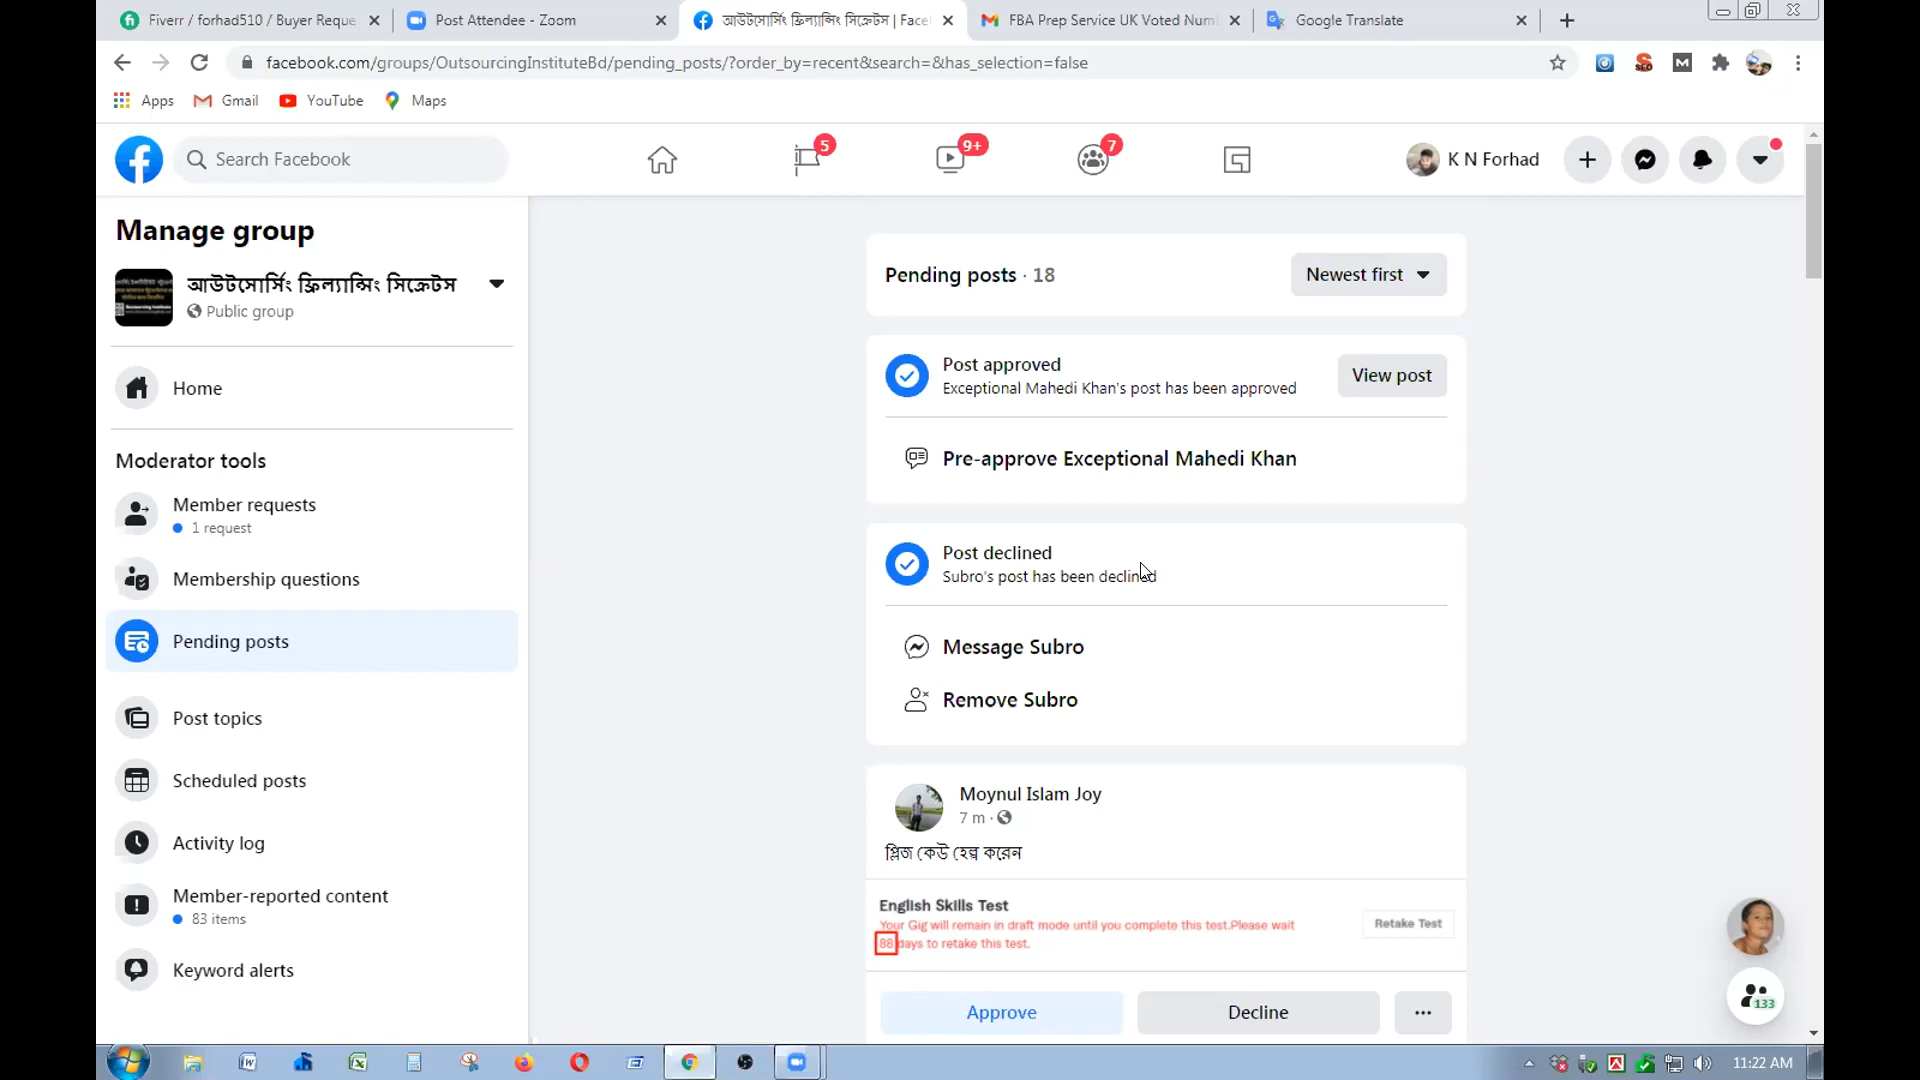 Fiverr / forhad510 / Buyer Reque
Post Attendee - Zoom
আউটসোর্সিং ফ্রিল্যান্সিং সিক্রেটস | Face
FBA Prep Service UK Voted Num
Google Translate
facebook.com/groups/OutsourcingInstituteBd/pending_posts/?order_by=recent&search=&has_selection=false
Apps
Gmail
YouTube
Maps
Search Facebook
5
9+
7
K N Forhad
Manage group
আউটসোর্সিং ফ্রিল্যান্সিং সিক্রেটস
Public group
Home
Moderator tools
Member requests
1 request
Membership questions
Pending posts
Post topics
Scheduled posts
Activity log
Member-reported content
83 items
Keyword alerts
Pending posts · 18
Newest first
Post approved
Exceptional Mahedi Khan's post has been approved
View post
Pre-approve Exceptional Mahedi Khan
Post declined
Subro's post has been declined
Message Subro
Remove Subro
Moynul Islam Joy
7 m ·
প্লিজ কেউ হেল্প করেন
English Skills Test
Your Gig will remain in draft mode until you complete this test.Please wait
88 days to retake this test.
Retake Test
Approve
Decline
133
11:22 AM